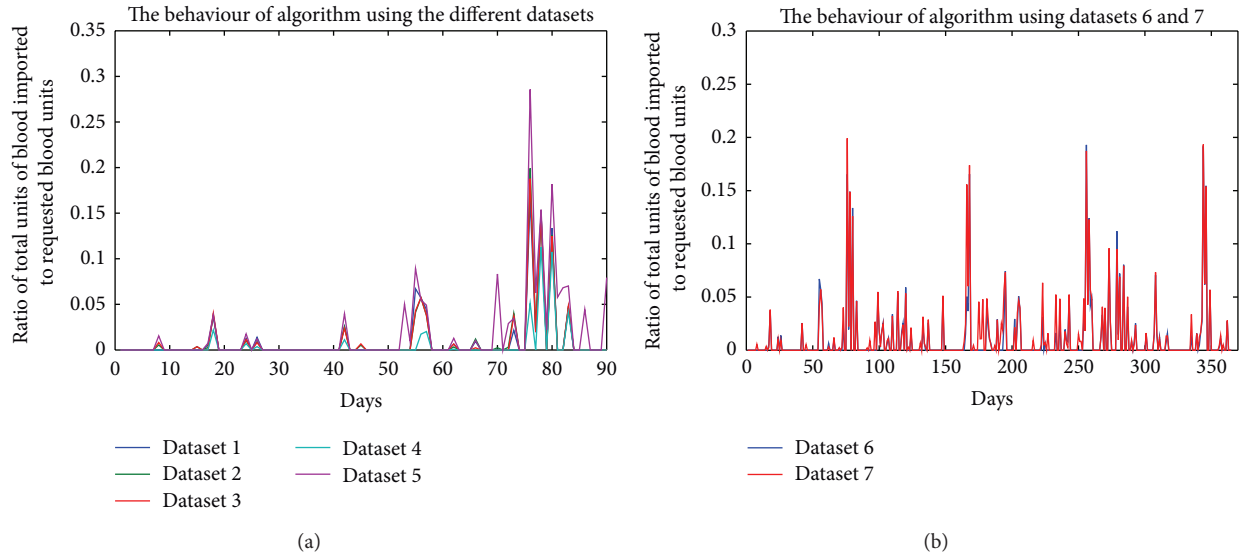 The behaviour of algorithm using the different datasets
0.35
0.3
0.25
0.2
0.15
0.1
0.05
0
Ratio of total units of blood imported
to requested blood units
0 10 20 30 40 50 60 70 80 90
Days
Dataset 1
Dataset 2
Dataset 3
Dataset 4
Dataset 5
(a)
The behaviour of algorithm using datasets 6 and 7
0.3
0.25
0.2
0.15
0.1
0.05
0
Ratio of total units of blood imported
to requested blood units
0 50 100 150 200 250 300 350
Days
Dataset 6
Dataset 7
(b)